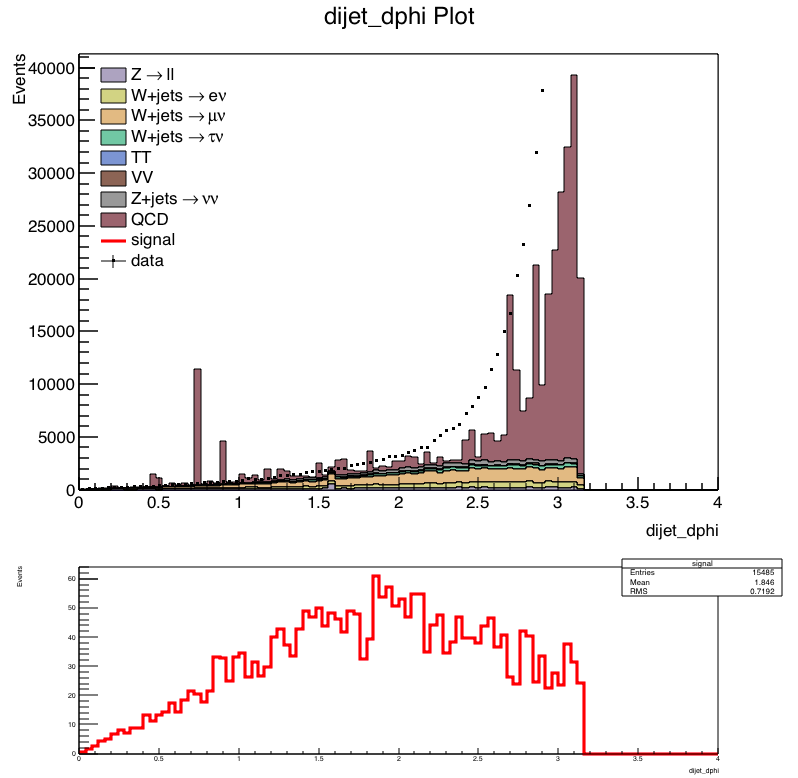 dijet_dphi Plot
Events
40000
35000
30000
25000
20000
15000
10000
5000
0
Z → ll
W+jets → eν
W+jets → μν
W+jets → τν
TT
VV
Z+jets → νν
QCD
signal
data
0 0.5 1 1.5 2 2.5 3 3.5 4
dijet_dphi
Events
60
50
40
30
20
10
0
signal
Entries 15485
Mean 1.846
RMS 0.7192
0 0.5 1 1.5 2 2.5 3 3.5 4
dijet_dphi